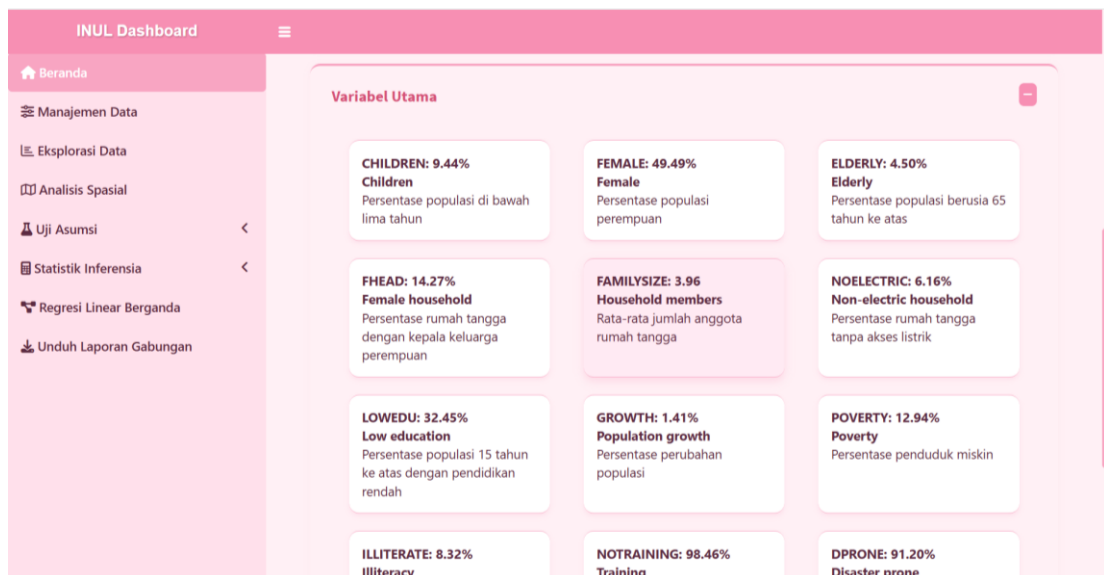 INUL Dashboard
Beranda
Manajemen Data
Eksplorasi Data
Analisis Spasial
Uji Asumsi
Statistik Inferensia
Regresi Linear Berganda
Unduh Laporan Gabungan
Variabel Utama
CHILDREN: 9.44%
Children
Persentase populasi di bawah
lima tahun
FEMALE: 49.49%
Female
Persentase populasi
perempuan
ELDERLY: 4.50%
Elderly
Persentase populasi berusia 65
tahun ke atas
FHEAD: 14.27%
Female household
Persentase rumah tangga
dengan kepala keluarga
perempuan
FAMILYSIZE: 3.96
Household members
Rata-rata jumlah anggota
rumah tangga
NOELECTRIC: 6.16%
Non-electric household
Persentase rumah tangga
tanpa akses listrik
LOWEDU: 32.45%
Low education
Persentase populasi 15 tahun
ke atas dengan pendidikan
rendah
GROWTH: 1.41%
Population growth
Persentase perubahan
populasi
POVERTY: 12.94%
Poverty
Persentase penduduk miskin
ILLITERATE: 8.32%
Illiteracy
NOTRAINING: 98.46%
Training
DPRONE: 91.20%
Disaster prone